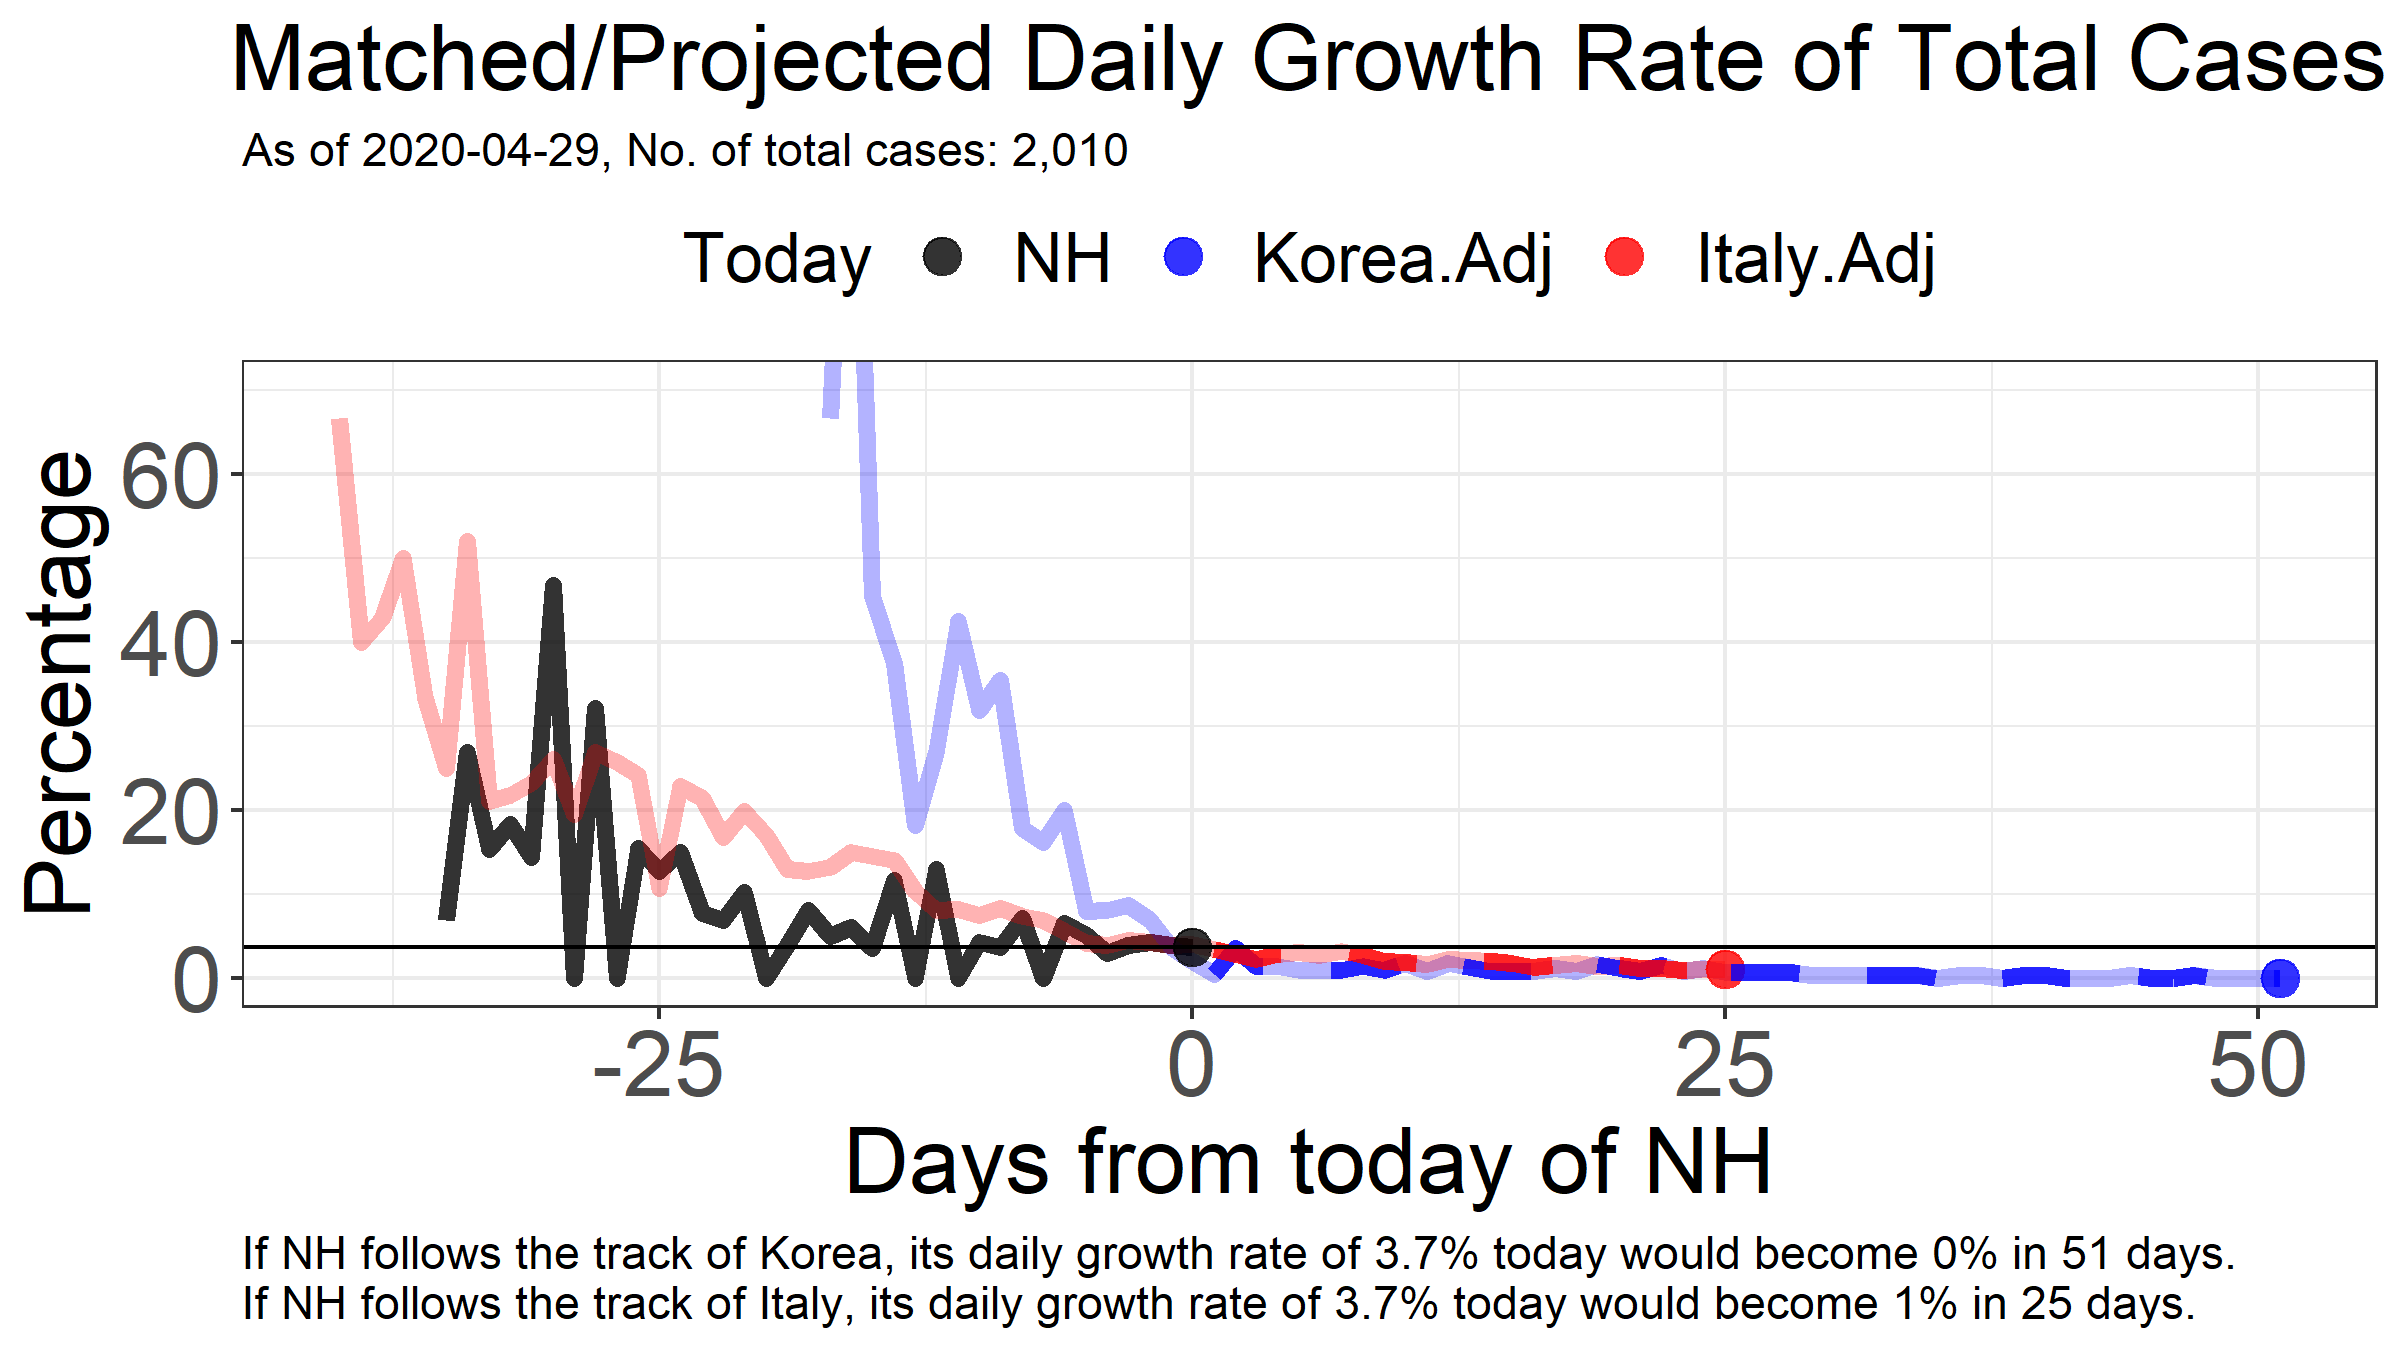 Matched/Projected Daily Growth Rate of Total Cases
As of 2020-04-29, No. of total cases: 2,010
Today NH Korea.Adj Italy.Adj
Percentage
60
40
20
0
-25 0 25 50
Days from today of NH
If NH follows the track of Korea, its daily growth rate of 3.7% today would become 0% in 51 days.
If NH follows the track of Italy, its daily growth rate of 3.7% today would become 1% in 25 days.